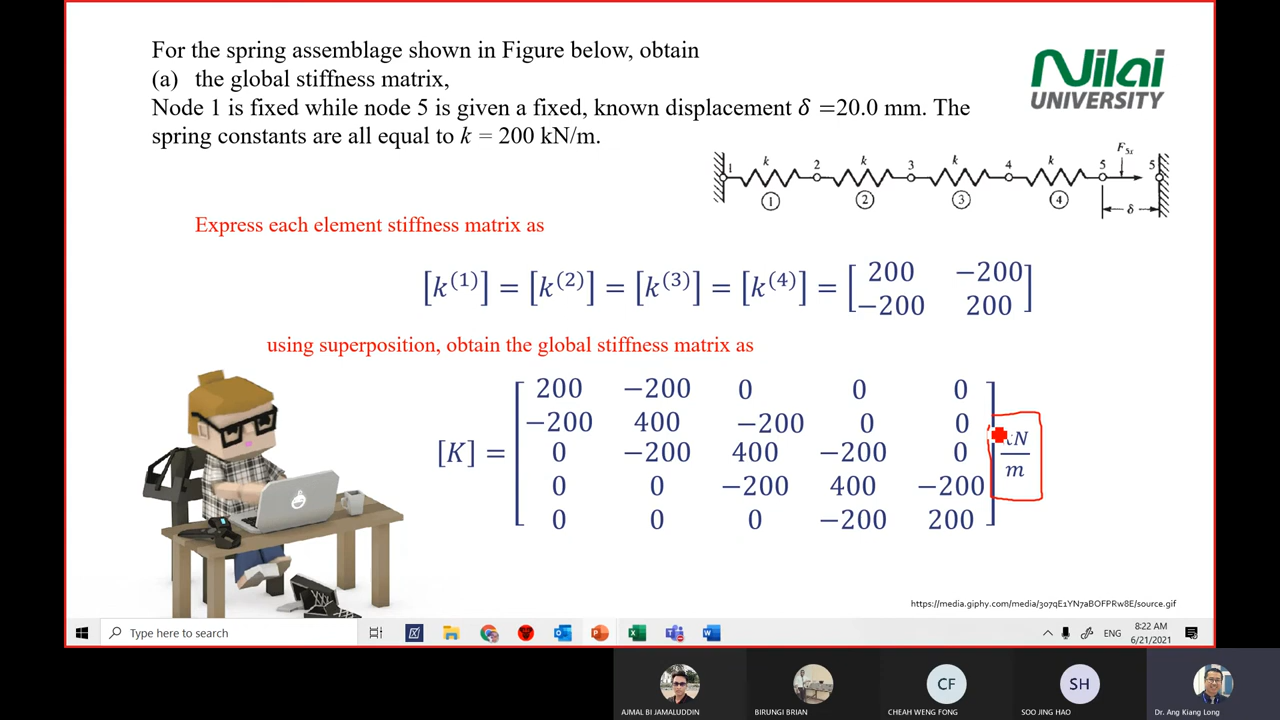 For the spring assemblage shown in Figure below, obtain
(a) the global stiffness matrix,
Node 1 is fixed while node 5 is given a fixed, known displacement δ =20.0 mm. The
spring constants are all equal to k = 200 kN/m.
Nilai
UNIVERSITY
1 k 2 k 3 k 4 k 5 F5x 5
1 2 3 4 δ
Express each element stiffness matrix as
[k^(1)] = [k^(2)] = [k^(3)] = [k^(4)] = [200 −200
−200 200]
using superposition, obtain the global stiffness matrix as
200 −200 0 0 0
−200 400 −200 0 0
[K] = 0 −200 400 −200 0 kN/m
0 0 −200 400 −200
0 0 0 −200 200
https://media.giphy.com/media/307qE1YN7aBOFPRw8E/source.gif
Type here to search
ENG
8:22 AM
6/21/2021
CF
SH
AJMAL BI JAMALUDDIN
BIRUNGI BRIAN
CHEAH WENG FONG
SOO JING HAO
Dr. Ang Kiang Long